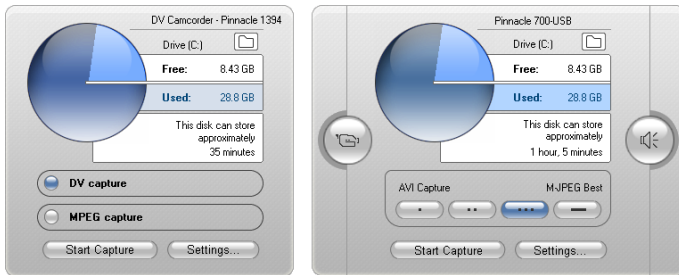 DV Camcorder - Pinnacle 1394
Drive (C:)
Free: 8.43 GB
Used: 28.8 GB
This disk can store
approximately
35 minutes
DV capture
MPEG capture
Start Capture Settings...
Pinnacle 700-USB
Drive (C:)
Free: 8.43 GB
Used: 28.8 GB
This disk can store
approximately
1 hour, 5 minutes
AVI Capture M-JPEG Best
Start Capture Settings...